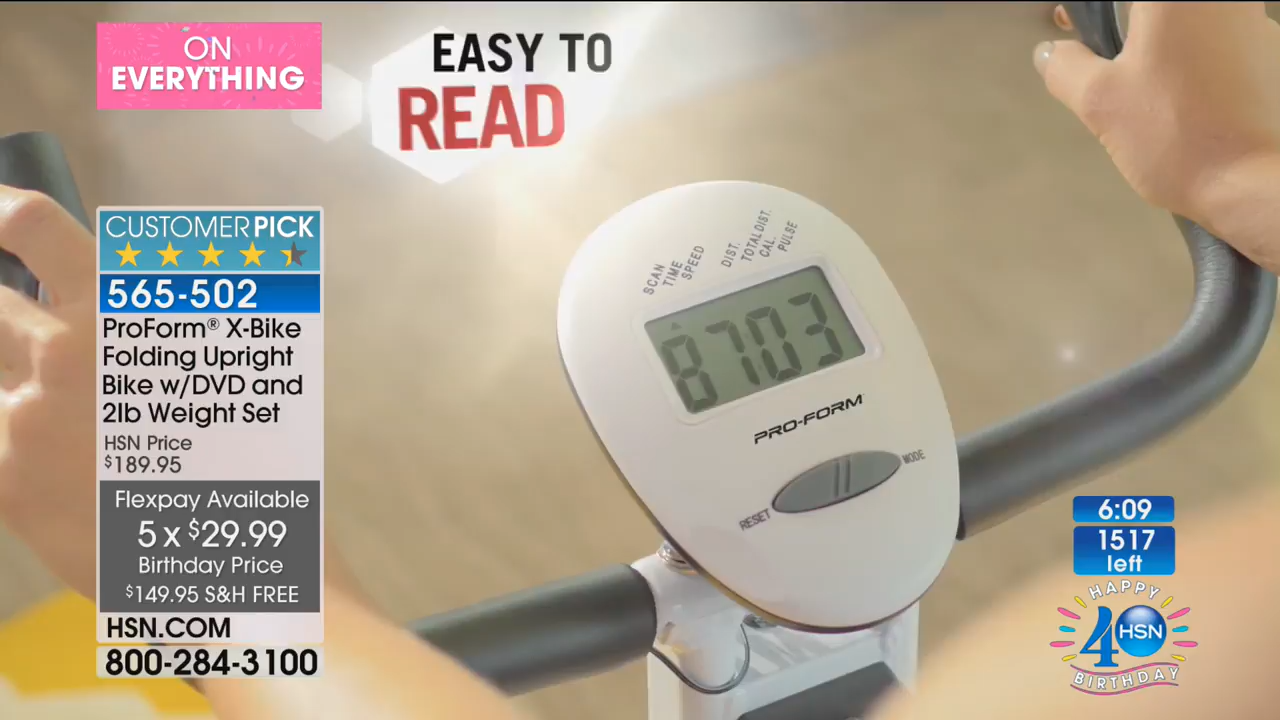 ON
EVERYTHING
EASY TO
READ
CUSTOMER PICK
565-502
ProForm® X-Bike
Folding Upright
Bike w/DVD and
2lb Weight Set
HSN Price
$189.95
Flexpay Available
5 x $29.99
Birthday Price
$149.95 S&H FREE
HSN.COM
800-284-3100
SCAN
TIME
SPEED
DIST.
TOTAL DIST.
CAL.
PULSE
8703
PRO-FORM
RESET
MODE
6:09
1517
left
HAPPY
40
HSN
BIRTHDAY